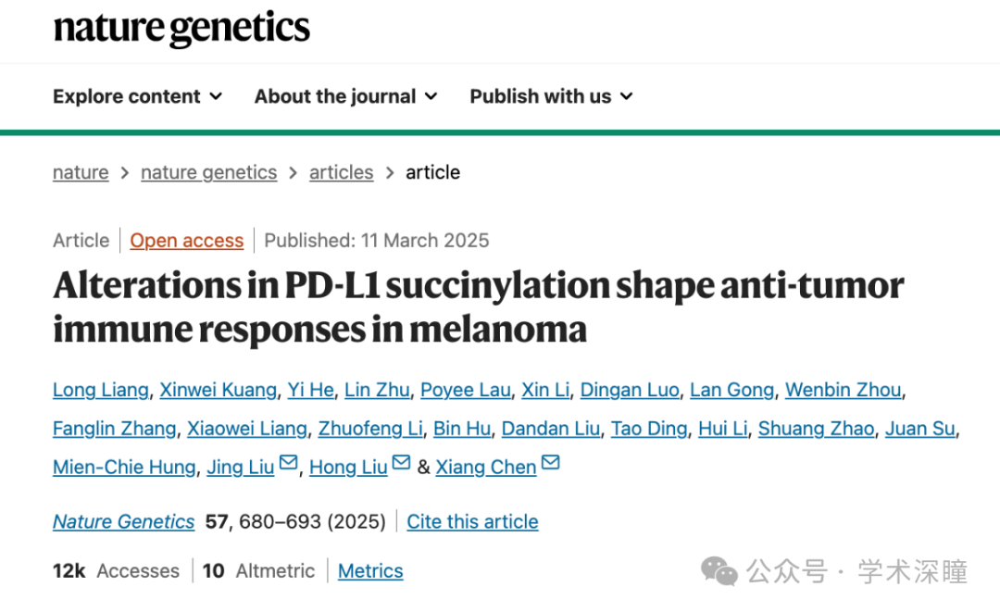 nature genetics
Explore content About the journal Publish with us
nature > nature genetics > articles > article
Article | Open access | Published: 11 March 2025
Alterations in PD-L1 succinylation shape anti-tumor
immune responses in melanoma
Long Liang, Xinwei Kuang, Yi He, Lin Zhu, Poyee Lau, Xin Li, Dingan Luo, Lan Gong, Wenbin Zhou,
Fanglin Zhang, Xiaowei Liang, Zhuofeng Li, Bin Hu, Dandan Liu, Tao Ding, Hui Li, Shuang Zhao, Juan Su,
Mien-Chie Hung, Jing Liu, Hong Liu & Xiang Chen
Nature Genetics 57, 680–693 (2025) | Cite this article
12k Accesses | 10 Altmetric | Metrics
公众号 · 学术深瞳